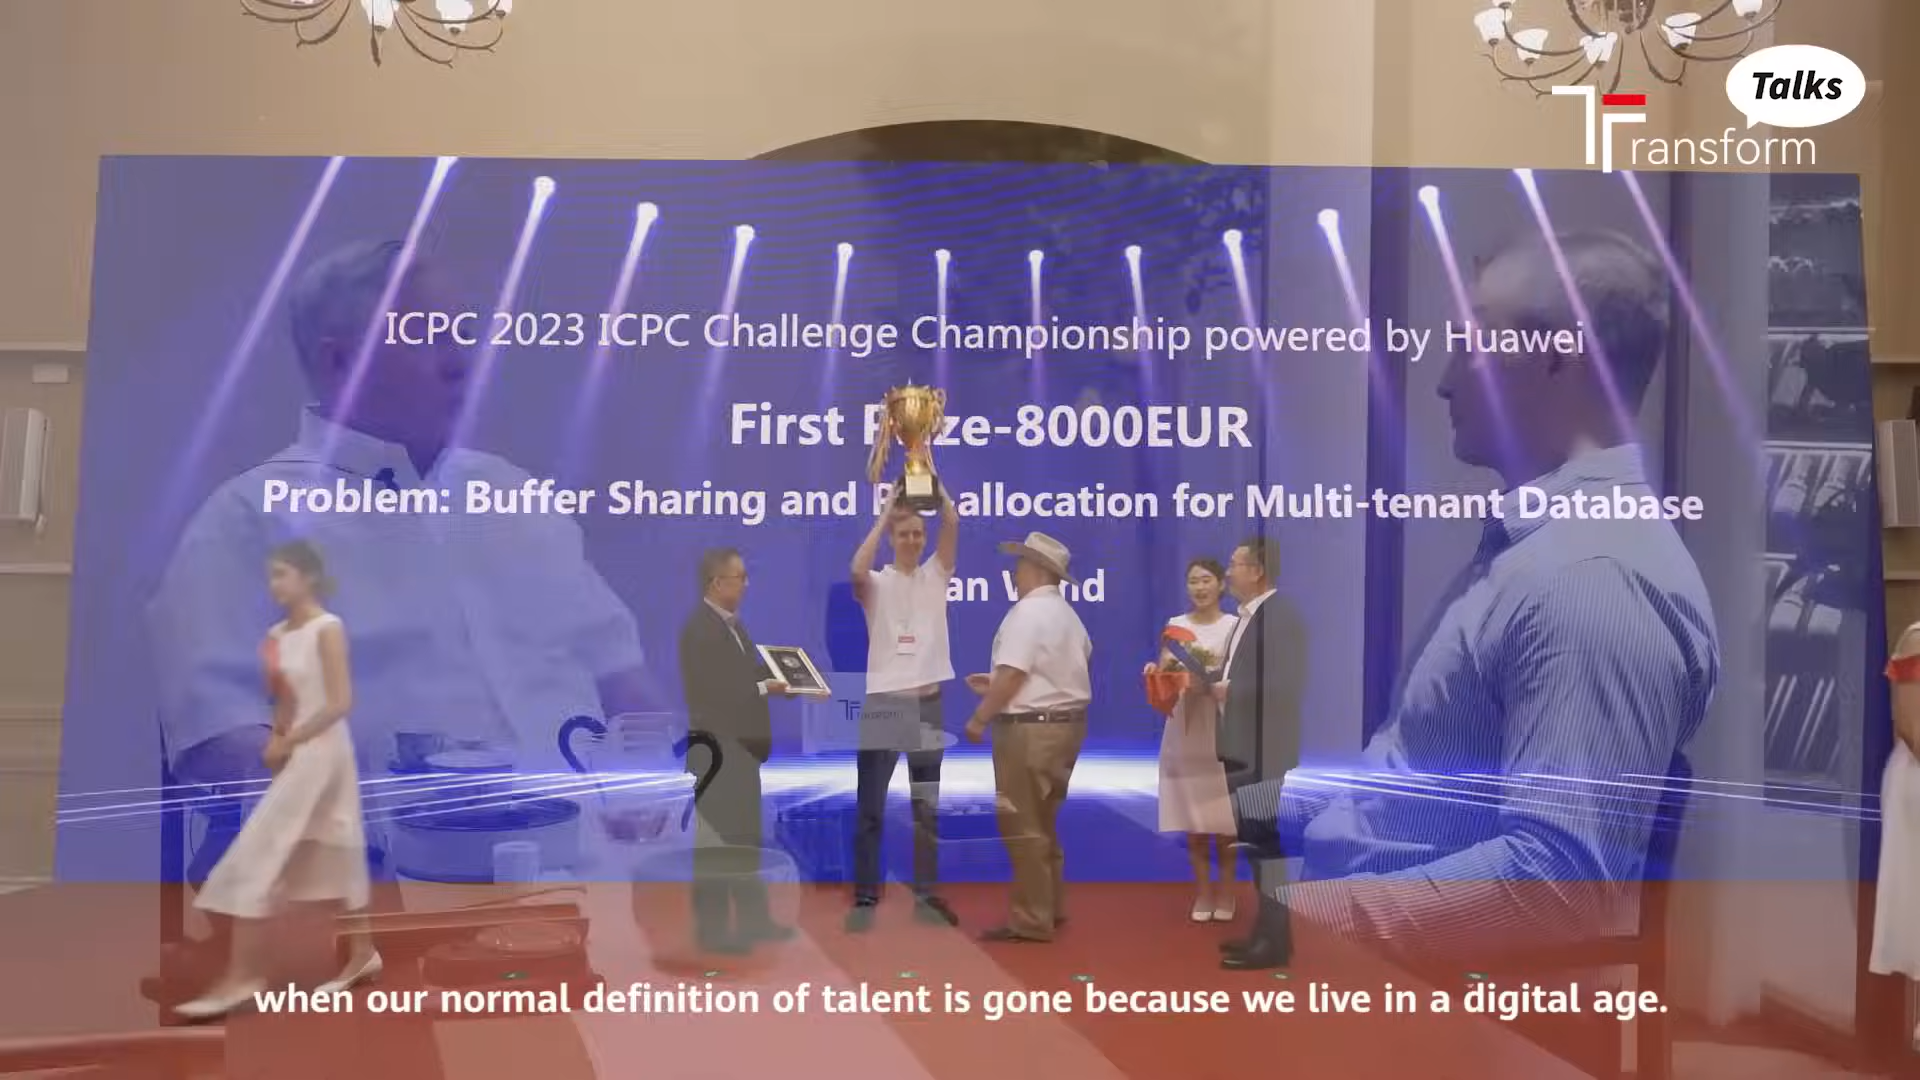 Talks
Transform
ICPC 2023 ICPC Challenge Championship powered by Huawei
First Prize-8000EUR
Problem: Buffer Sharing and allocation for Multi-tenant Database
when our normal definition of talent is gone because we live in a digital age.